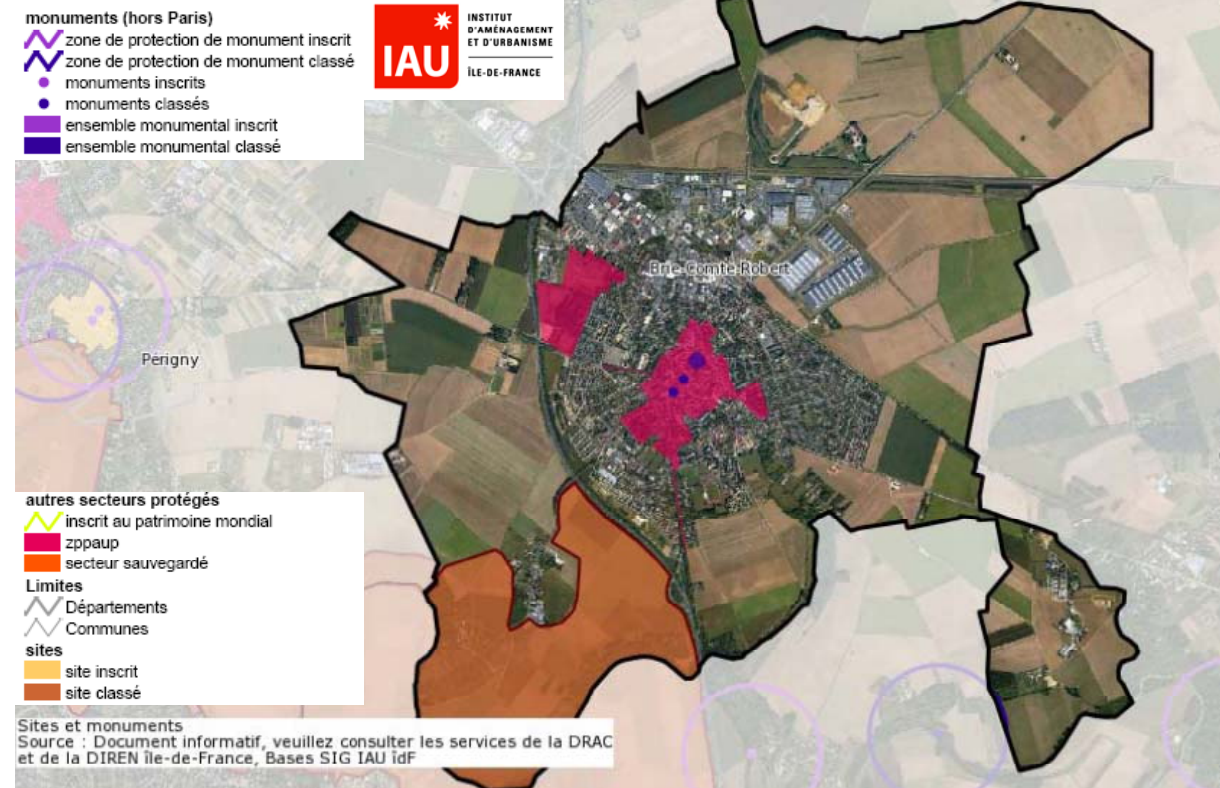 monuments (hors Paris)
zone de protection de monument inscrit
zone de protection de monument classé
monuments inscrits
monuments classés
ensemble monumental inscrit
ensemble monumental classé
IAU
INSTITUT
D'AMÉNAGEMENT
ET D'URBANISME
ÎLE-DE-FRANCE
Brie-Comte-Robert
Périgny
autres secteurs protégés
inscrit au patrimoine mondial
zppaup
secteur sauvegardé
Limites
Départements
Communes
sites
site inscrit
site classé
Sites et monuments
Source : Document informatif, veuillez consulter les services de la DRAC
et de la DIREN île-de-France, Bases SIG IAU îdF